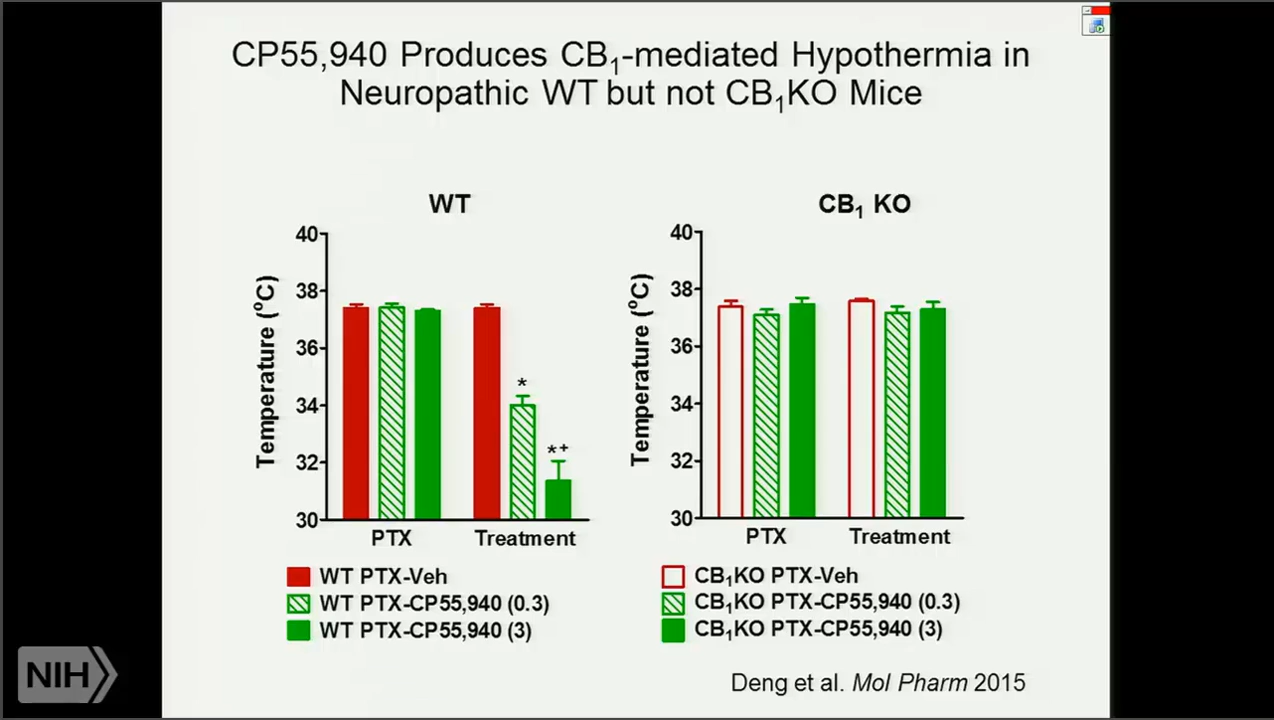 CP55,940 Produces CB₁-mediated Hypothermia in
Neuropathic WT but not CB₁KO Mice
WT
Temperature (°C)
40
38
36
34
32
30
*
*+
PTX
Treatment
WT PTX-Veh
WT PTX-CP55,940 (0.3)
WT PTX-CP55,940 (3)
CB₁ KO
Temperature (°C)
40
38
36
34
32
30
PTX
Treatment
CB₁KO PTX-Veh
CB₁KO PTX-CP55,940 (0.3)
CB₁KO PTX-CP55,940 (3)
Deng et al. Mol Pharm 2015
NIH